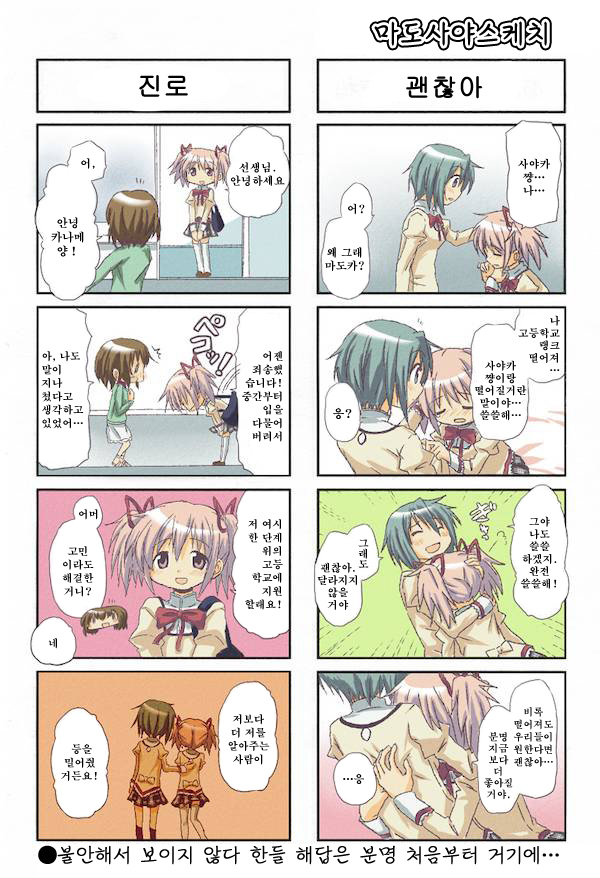 마도사야스케치
괜찮아
사야카
쨩…
나…
어?
왜 그래
마도카?
나
고등학교
랭크
떨어져
…
사야카
쨩이랑
떨어질거란
말이야…
쓸쓸해…
응?
그야
나도
쓸쓸
하겠지.
완전
쓸쓸해!
ぎゅっ
그래도
괜찮아.
달라지지
않을
거야
비록
떨어져도
우리들이
원한다면
괜찮아…
분명
지금
보다
더
좋아질
거야.
…응
진로
선생님.
안녕하세요
어,
안녕
카나메
양!
ペコッ!
어젠
죄송했
습니다!
중간부터
입을
다물어
버려서
아, 나도
말이
지나
쳤다고
생각하고
있었어…
저 역시
한 단계
위의
고등
학교에
지원
할래요!
어머
고민
이라도
해결한
거니?
네
저보다
더 저를
알아주는
사람이
등을
밀어줬
거든요!
●불안해서 보이지 않다 한들 해답은 분명 처음부터 거기에…